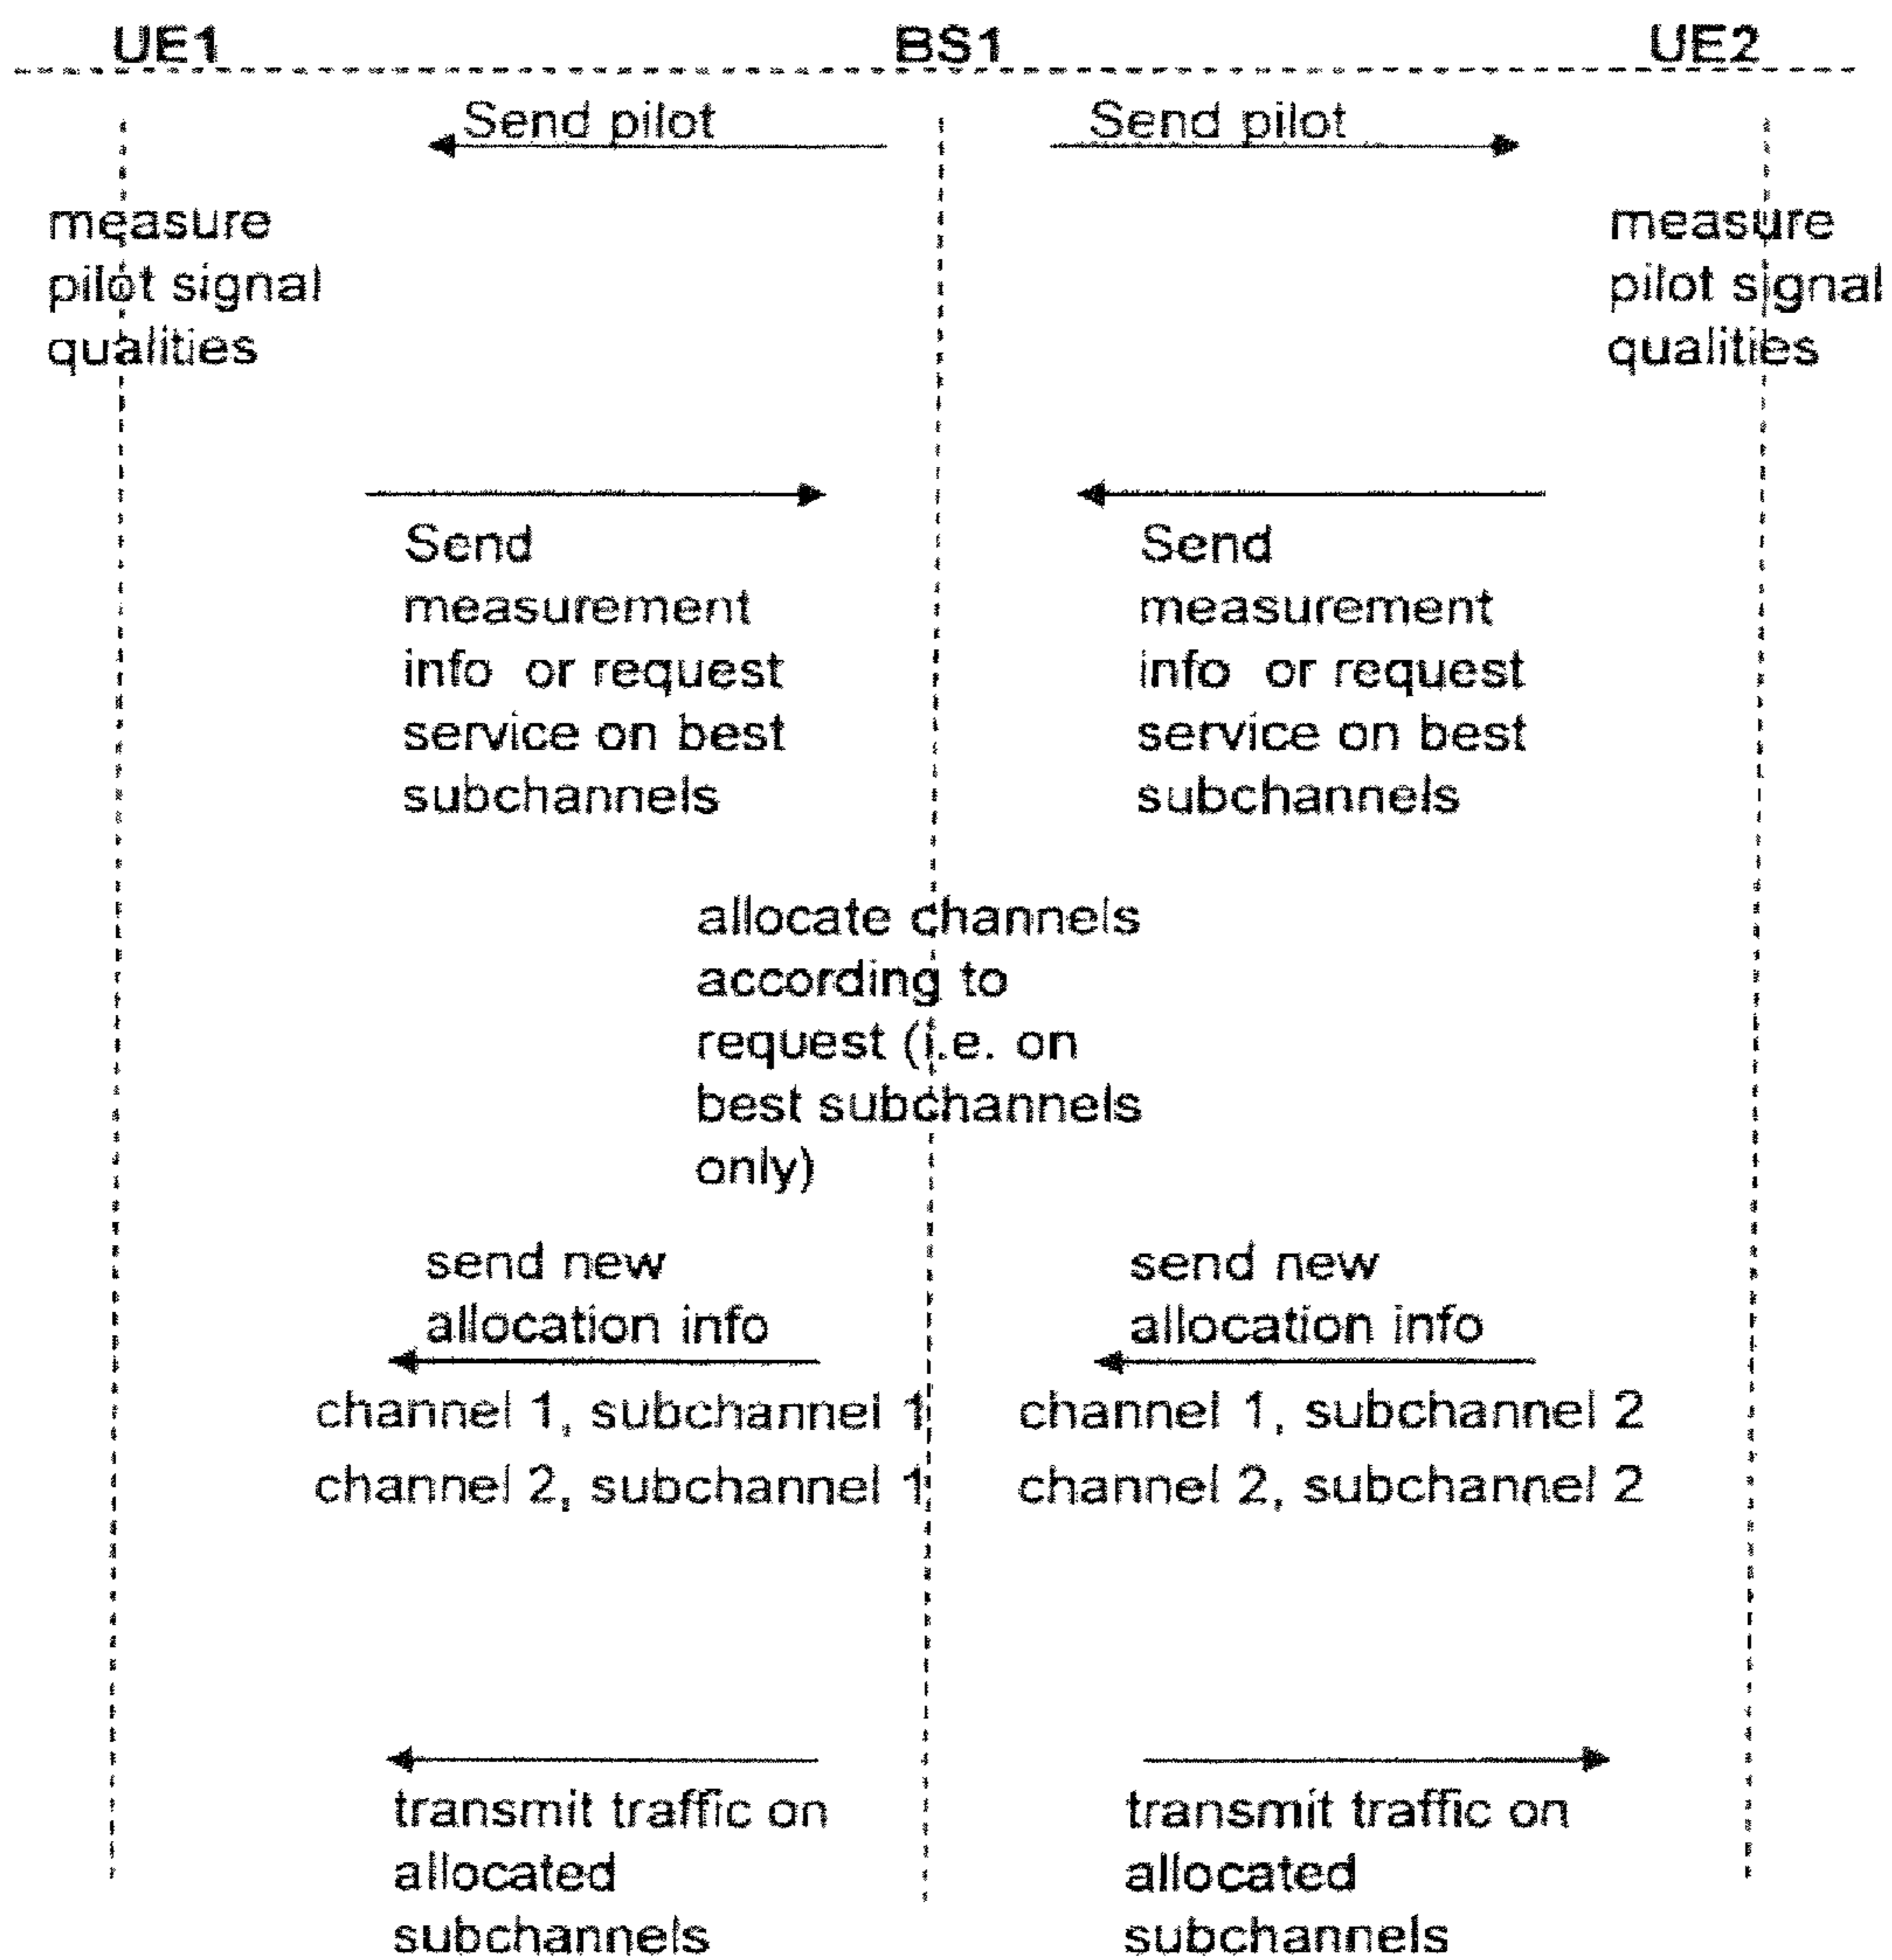 UE1 BS1 UE2
Send pilot Send pilot
measure
pilot signal
qualities
measure
pilot signal
qualities
Send
measurement
info or request
service on best
subchannels
Send
measurement
info or request
service on best
subchannels
allocate channels
according to
request (i.e. on
best subchannels
only)
send new
allocation info
channel 1, subchannel 1
channel 2, subchannel 1
send new
allocation info
channel 1, subchannel 2
channel 2, subchannel 2
transmit traffic on
allocated
subchannels
transmit traffic on
allocated
subchannels